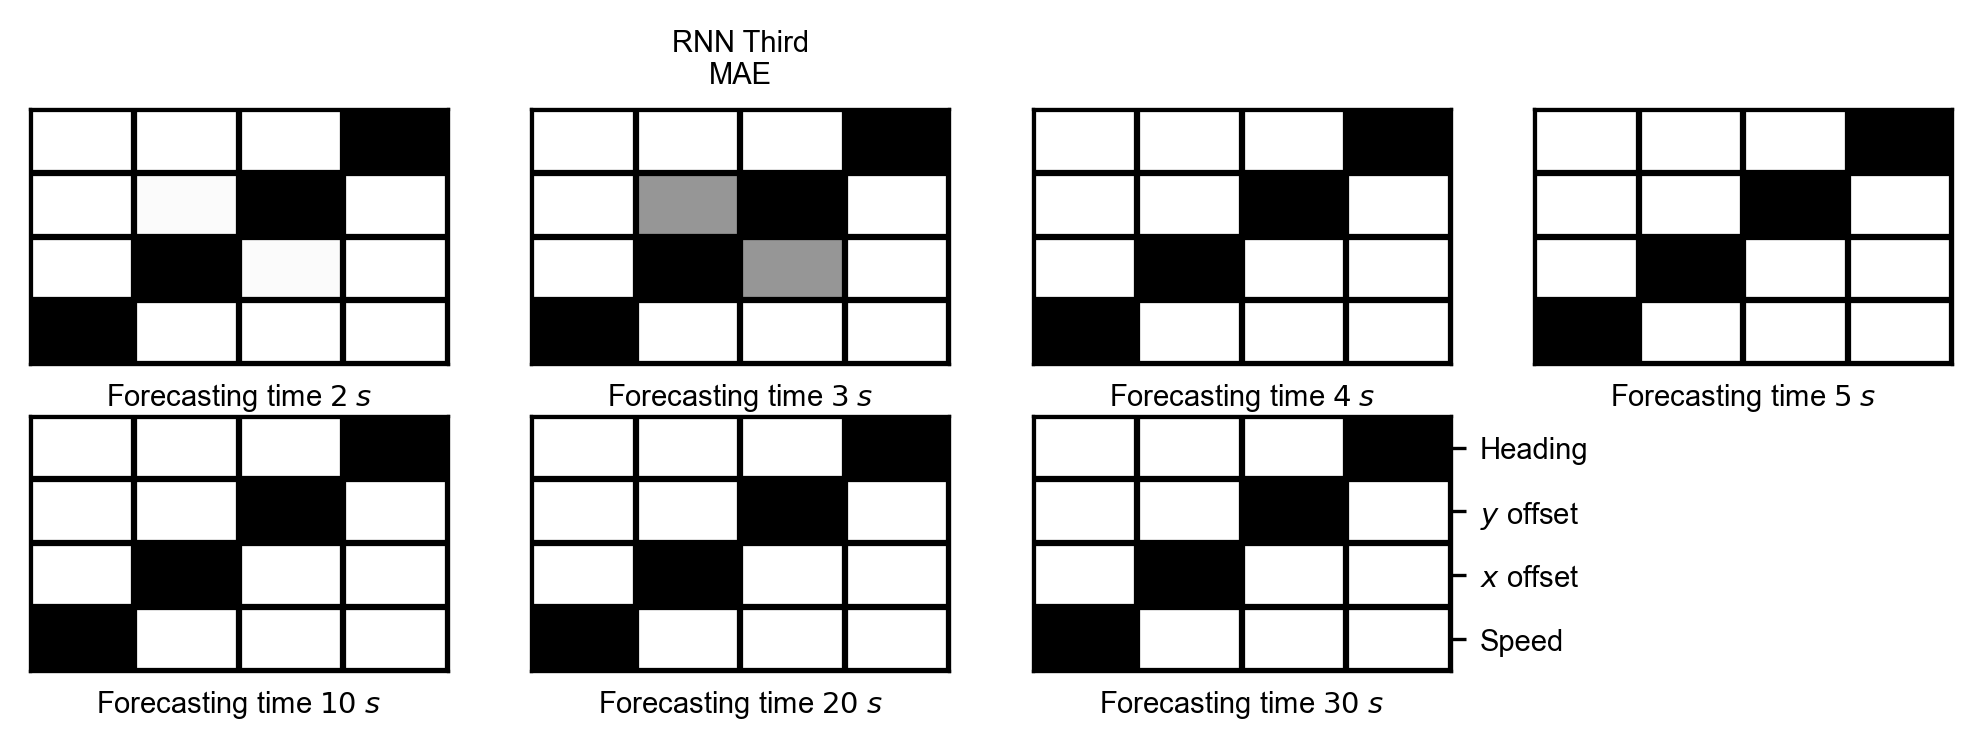 RNN Third
MAE
Forecasting time 2 s
Forecasting time 3 s
Forecasting time 4 s
Forecasting time 5 s
Heading
y offset
x offset
Speed
Forecasting time 10 s
Forecasting time 20 s
Forecasting time 30 s